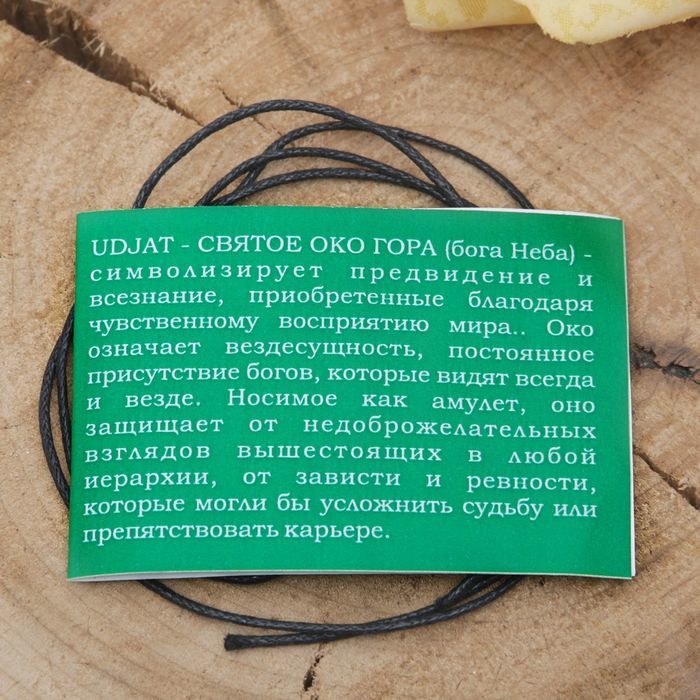 UDJAT - СВЯТОЕ ОКО ГОРА (бога Неба) -
символизирует предвидение и
всезнание, приобретенные благодаря
чувственному восприятию мира.. Око
означает вездесущность, постоянное
присутствие богов, которые видят всегда
и везде. Носимое как амулет, оно
защищает от недоброжелательных
взглядов вышестоящих в любой
иерархии, от зависти и ревности,
которые могли бы усложнить судьбу или
препятствовать карьере.